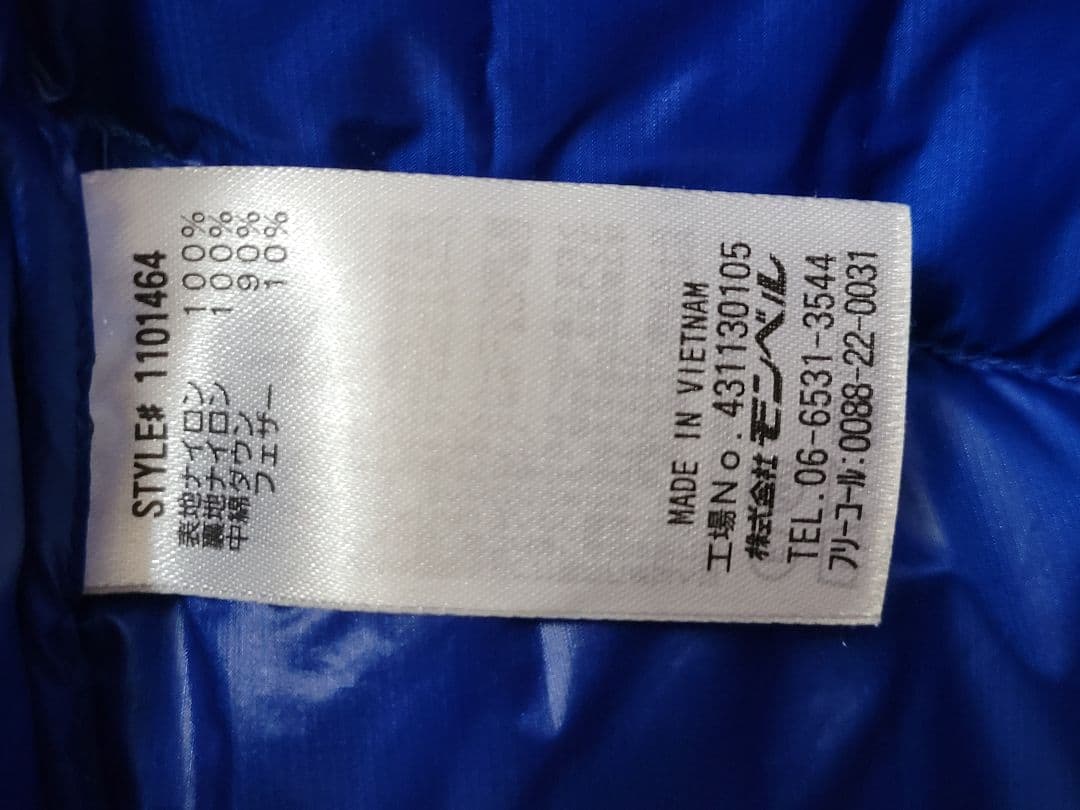 STYLE# 1101464
表地 ナイロン 100%
裏地 ナイロン 100%
中綿 ダウン 90%
フェザー 10%
MADE IN VIETNAM
工場No. 431130105
株式会社モンベル
TEL.06-6531-3544
フリーコール:0088-22-0031